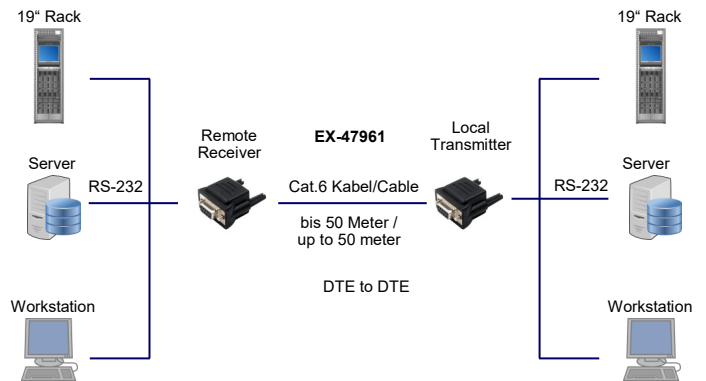 19“ Rack
19“ Rack
Remote
Receiver
EX-47961
Local
Transmitter
Server
RS-232
Cat.6 Kabel/Cable
RS-232
Server
bis 50 Meter /
up to 50 meter
DTE to DTE
Workstation
Workstation